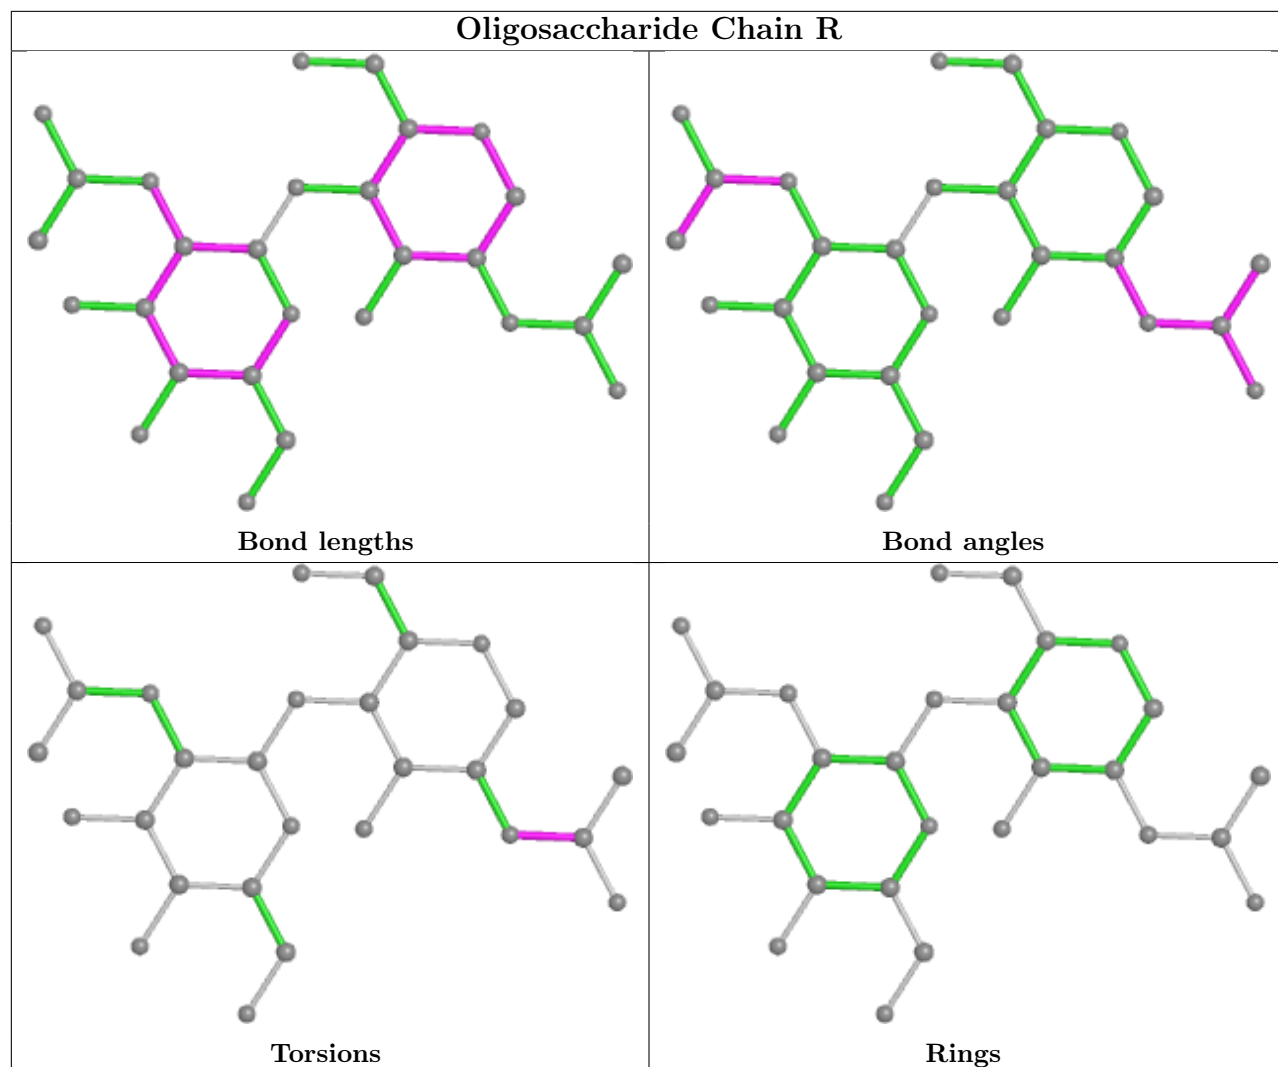 Oligosaccharide Chain R
Bond lengths
Bond angles
Torsions
Rings